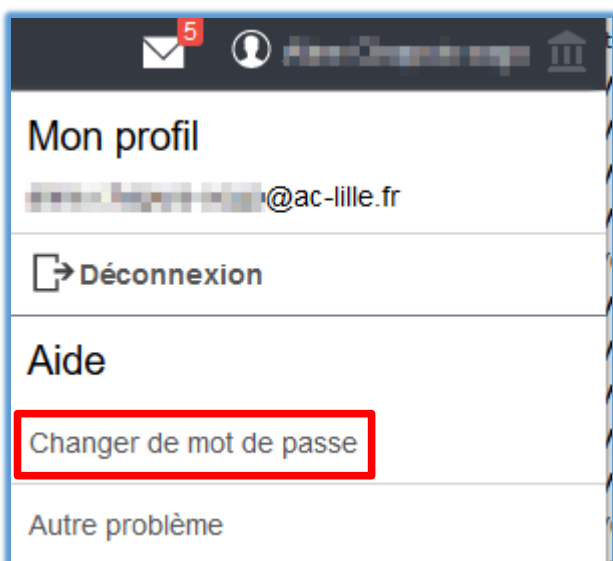 5
Mon profil
@ac-lille.fr
Déconnexion
Aide
Changer de mot de passe
Autre problème